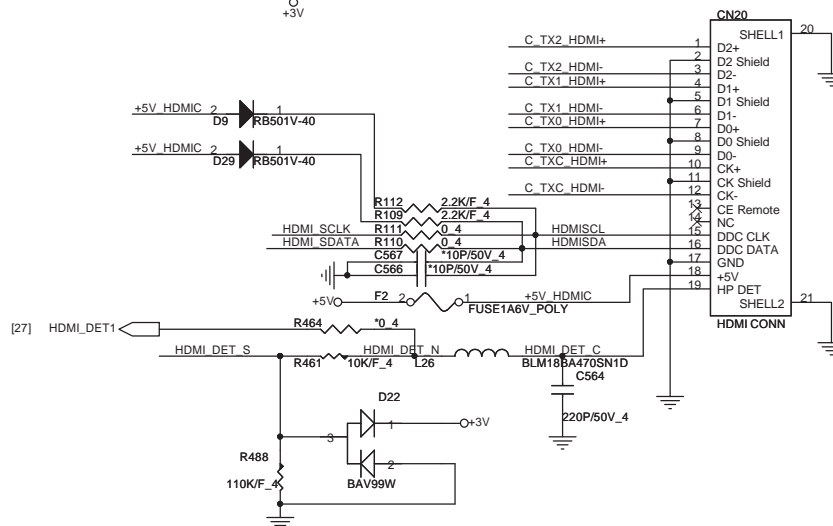 +3V
CN20
SHELL1 20
C_TX2_HDMI+ 1 D2+
2 D2 Shield
C_TX2_HDMI- 3 D2-
C_TX1_HDMI+ 4 D1+
5 D1 Shield
C_TX1_HDMI- 6 D1-
C_TX0_HDMI+ 7 D0+
8 D0 Shield
C_TX0_HDMI- 9 D0-
C_TXC_HDMI+ 10 CK+
11 CK Shield
C_TXC_HDMI- 12 CK-
13 CE Remote
14 NC
15 DDC CLK
16 DDC DATA
17 GND
18 +5V
19 HP DET
SHELL2 21
HDMI CONN
+5V_HDMIC 2 1
D9 RB501V-40
+5V_HDMIC 2 1
D29 RB501V-40
R112 2.2K/F_4
R109 2.2K/F_4
HDMI_SCLK R111 0_4 HDMISCL
HDMI_SDATA R110 0_4 HDMISDA
C567 *10P/50V_4
C566 *10P/50V_4
+5V F2 2 1 +5V_HDMIC
FUSE1A6V_POLY
[27] HDMI_DET1 R464 *0_4
HDMI_DET_S HDMI_DET_N HDMI_DET_C
R461 10K/F_4 L26 BLM18BA470SN1D
C564
220P/50V_4
D22
3 1 +3V
2
BAV99W
R488
110K/F_4